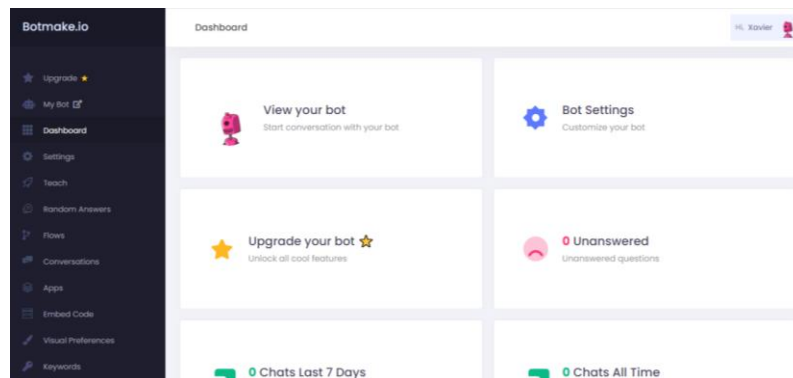 Botmake.io
Dashboard
Hi, Xavier
Upgrade
My Bot
Dashboard
Settings
Teach
Random Answers
Flows
Conversations
Apps
Embed Code
Visual Preferences
Keywords
View your bot
Start conversation with your bot
Bot Settings
Customize your bot
Upgrade your bot
Unlock all cool features
0 Unanswered
Unanswered questions
0 Chats Last 7 Days
0 Chats All Time